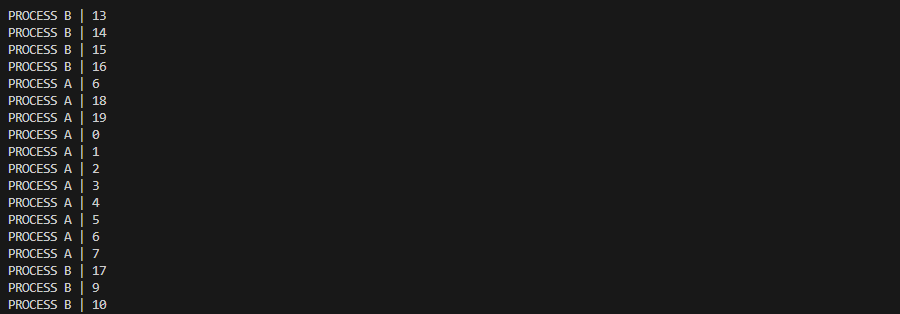 PROCESS B | 13
PROCESS B | 14
PROCESS B | 15
PROCESS B | 16
PROCESS A | 6
PROCESS A | 18
PROCESS A | 19
PROCESS A | 0
PROCESS A | 1
PROCESS A | 2
PROCESS A | 3
PROCESS A | 4
PROCESS A | 5
PROCESS A | 6
PROCESS A | 7
PROCESS B | 17
PROCESS B | 9
PROCESS B | 10